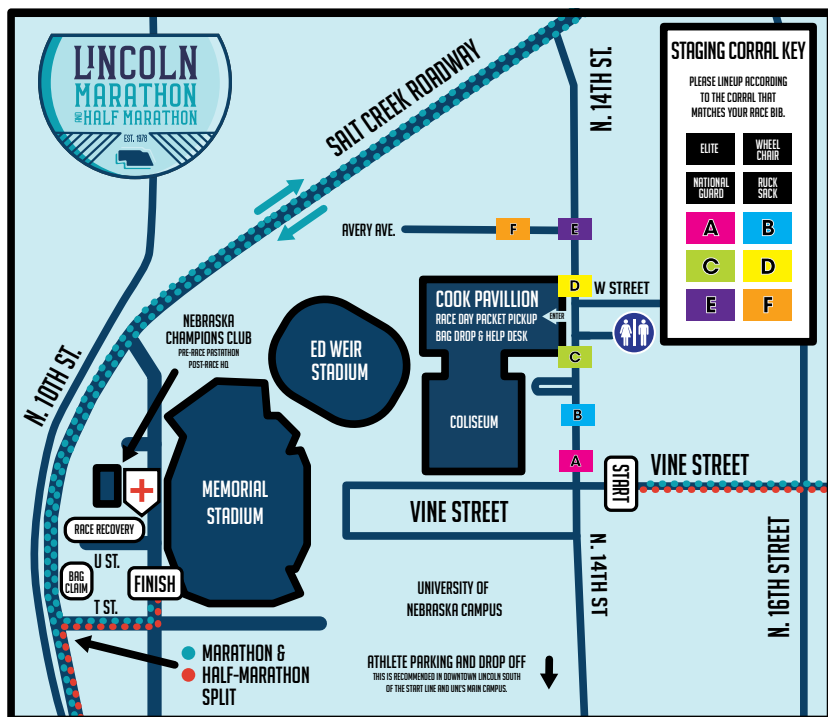 LINCOLN
MARATHON
AND HALF MARATHON
EST. 1978
SALT CREEK ROADWAY
N. 14TH ST.
STAGING CORRAL KEY
PLEASE LINEUP ACCORDING
TO THE CORRAL THAT
MATCHES YOUR RACE BIB.
ELITE
WHEEL
CHAIR
NATIONAL
GUARD
RUCK
SACK
A
B
C
D
E
F
AVERY AVE.
F
E
D
W STREET
COOK PAVILION
RACE DAY PACKET PICKUP
BAG DROP & HELP DESK
ENTER
C
B
A
COLISEUM
NEBRASKA
CHAMPIONS CLUB
PRE-RACE PASTATHON
POST-RACE HQ
ED WEIR
STADIUM
N. 10TH ST.
MEMORIAL
STADIUM
RACE RECOVERY
U ST.
BAG
CLAIM
FINISH
T ST.
START
VINE STREET
VINE STREET
N. 14TH ST
N. 16TH STREET
UNIVERSITY OF
NEBRASKA CAMPUS
MARATHON &
HALF-MARATHON
SPLIT
ATHLETE PARKING AND DROP OFF
THIS IS RECOMMENDED IN DOWNTOWN LINCOLN SOUTH
OF THE START LINE AND UNL'S MAIN CAMPUS.